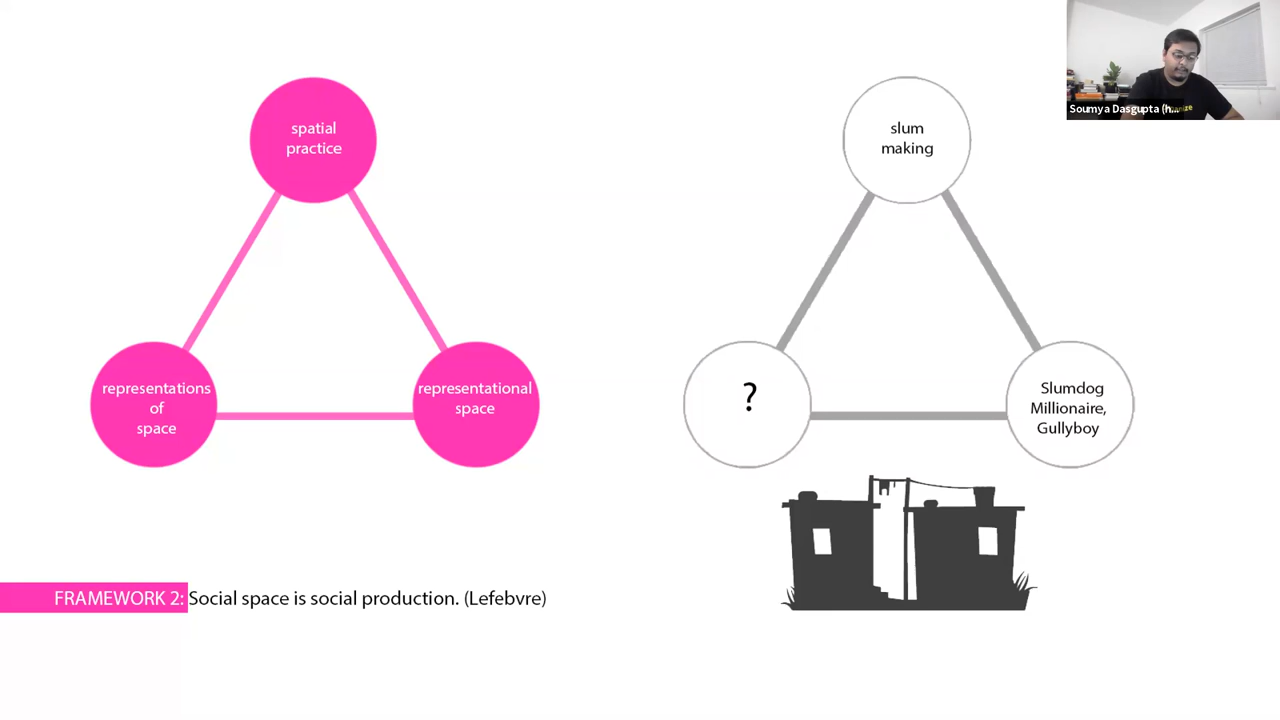 spatial
practice
representations
of
space
representational
space
slum
making
?
Slumdog
Millionaire,
Gullyboy
FRAMEWORK 2: Social space is social production. (Lefebvre)
Soumya Dasgupta (h...